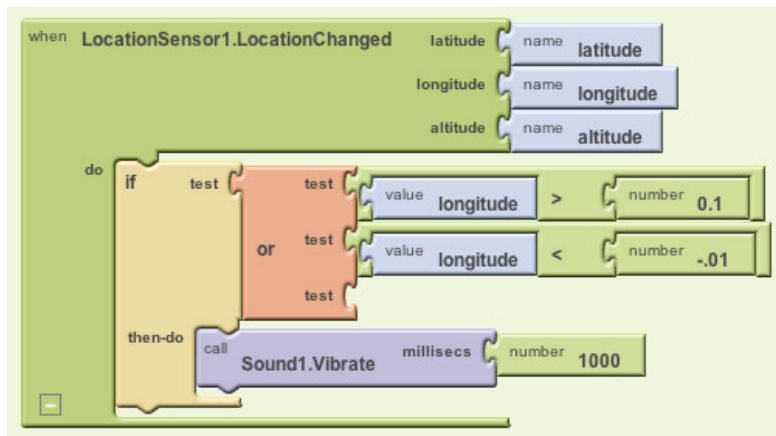 when LocationSensor1.LocationChanged latitude name latitude
longitude name longitude
altitude name altitude
do
if test or test value longitude > number 0.1
test value longitude < number -.01
test
then-do call Sound1.Vibrate millisecs number 1000